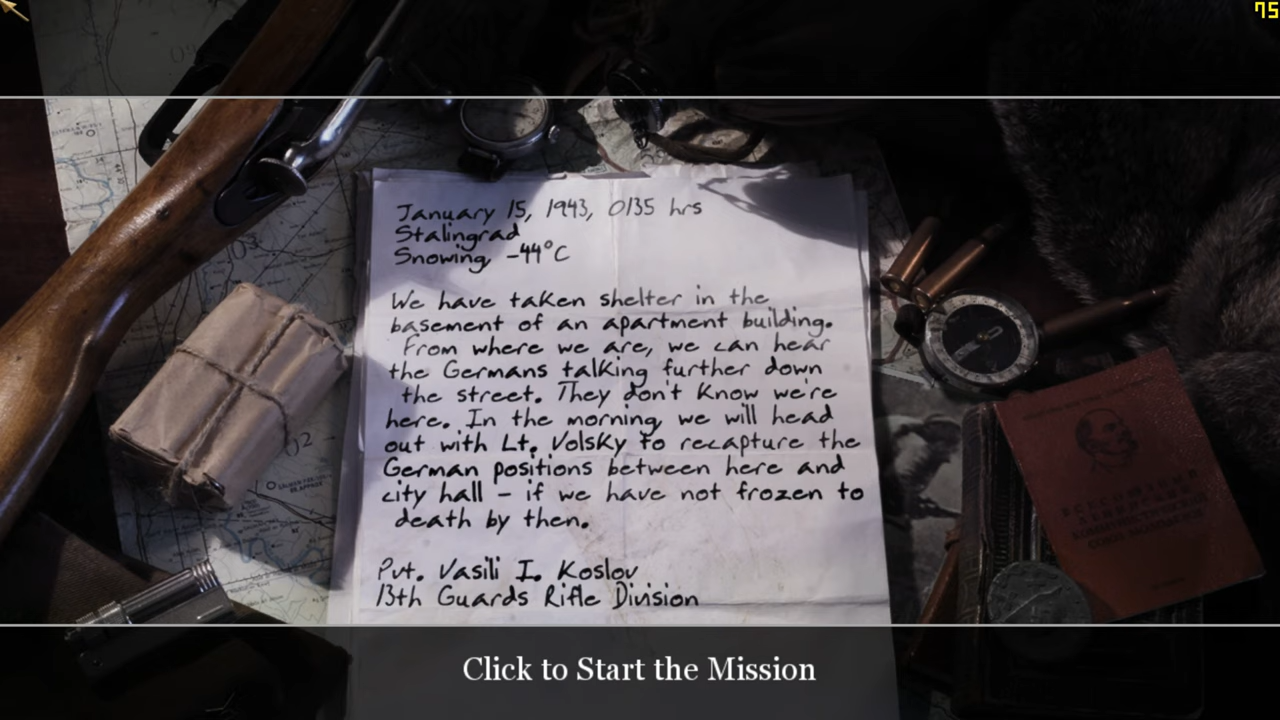 75
January 15, 1943, 0135 hrs
Stalingrad
Snowing, -44°C
We have taken shelter in the
basement of an apartment building.
From where we are, we can hear
the Germans talking further down
the street. They don't know we're
here. In the morning, we will head
out with Lt. Volsky to recapture the
German positions between here and
city hall - if we have not frozen to
death by then.
Pvt. Vasili I. Koslov
13th Guards Rifle Division
Click to Start the Mission